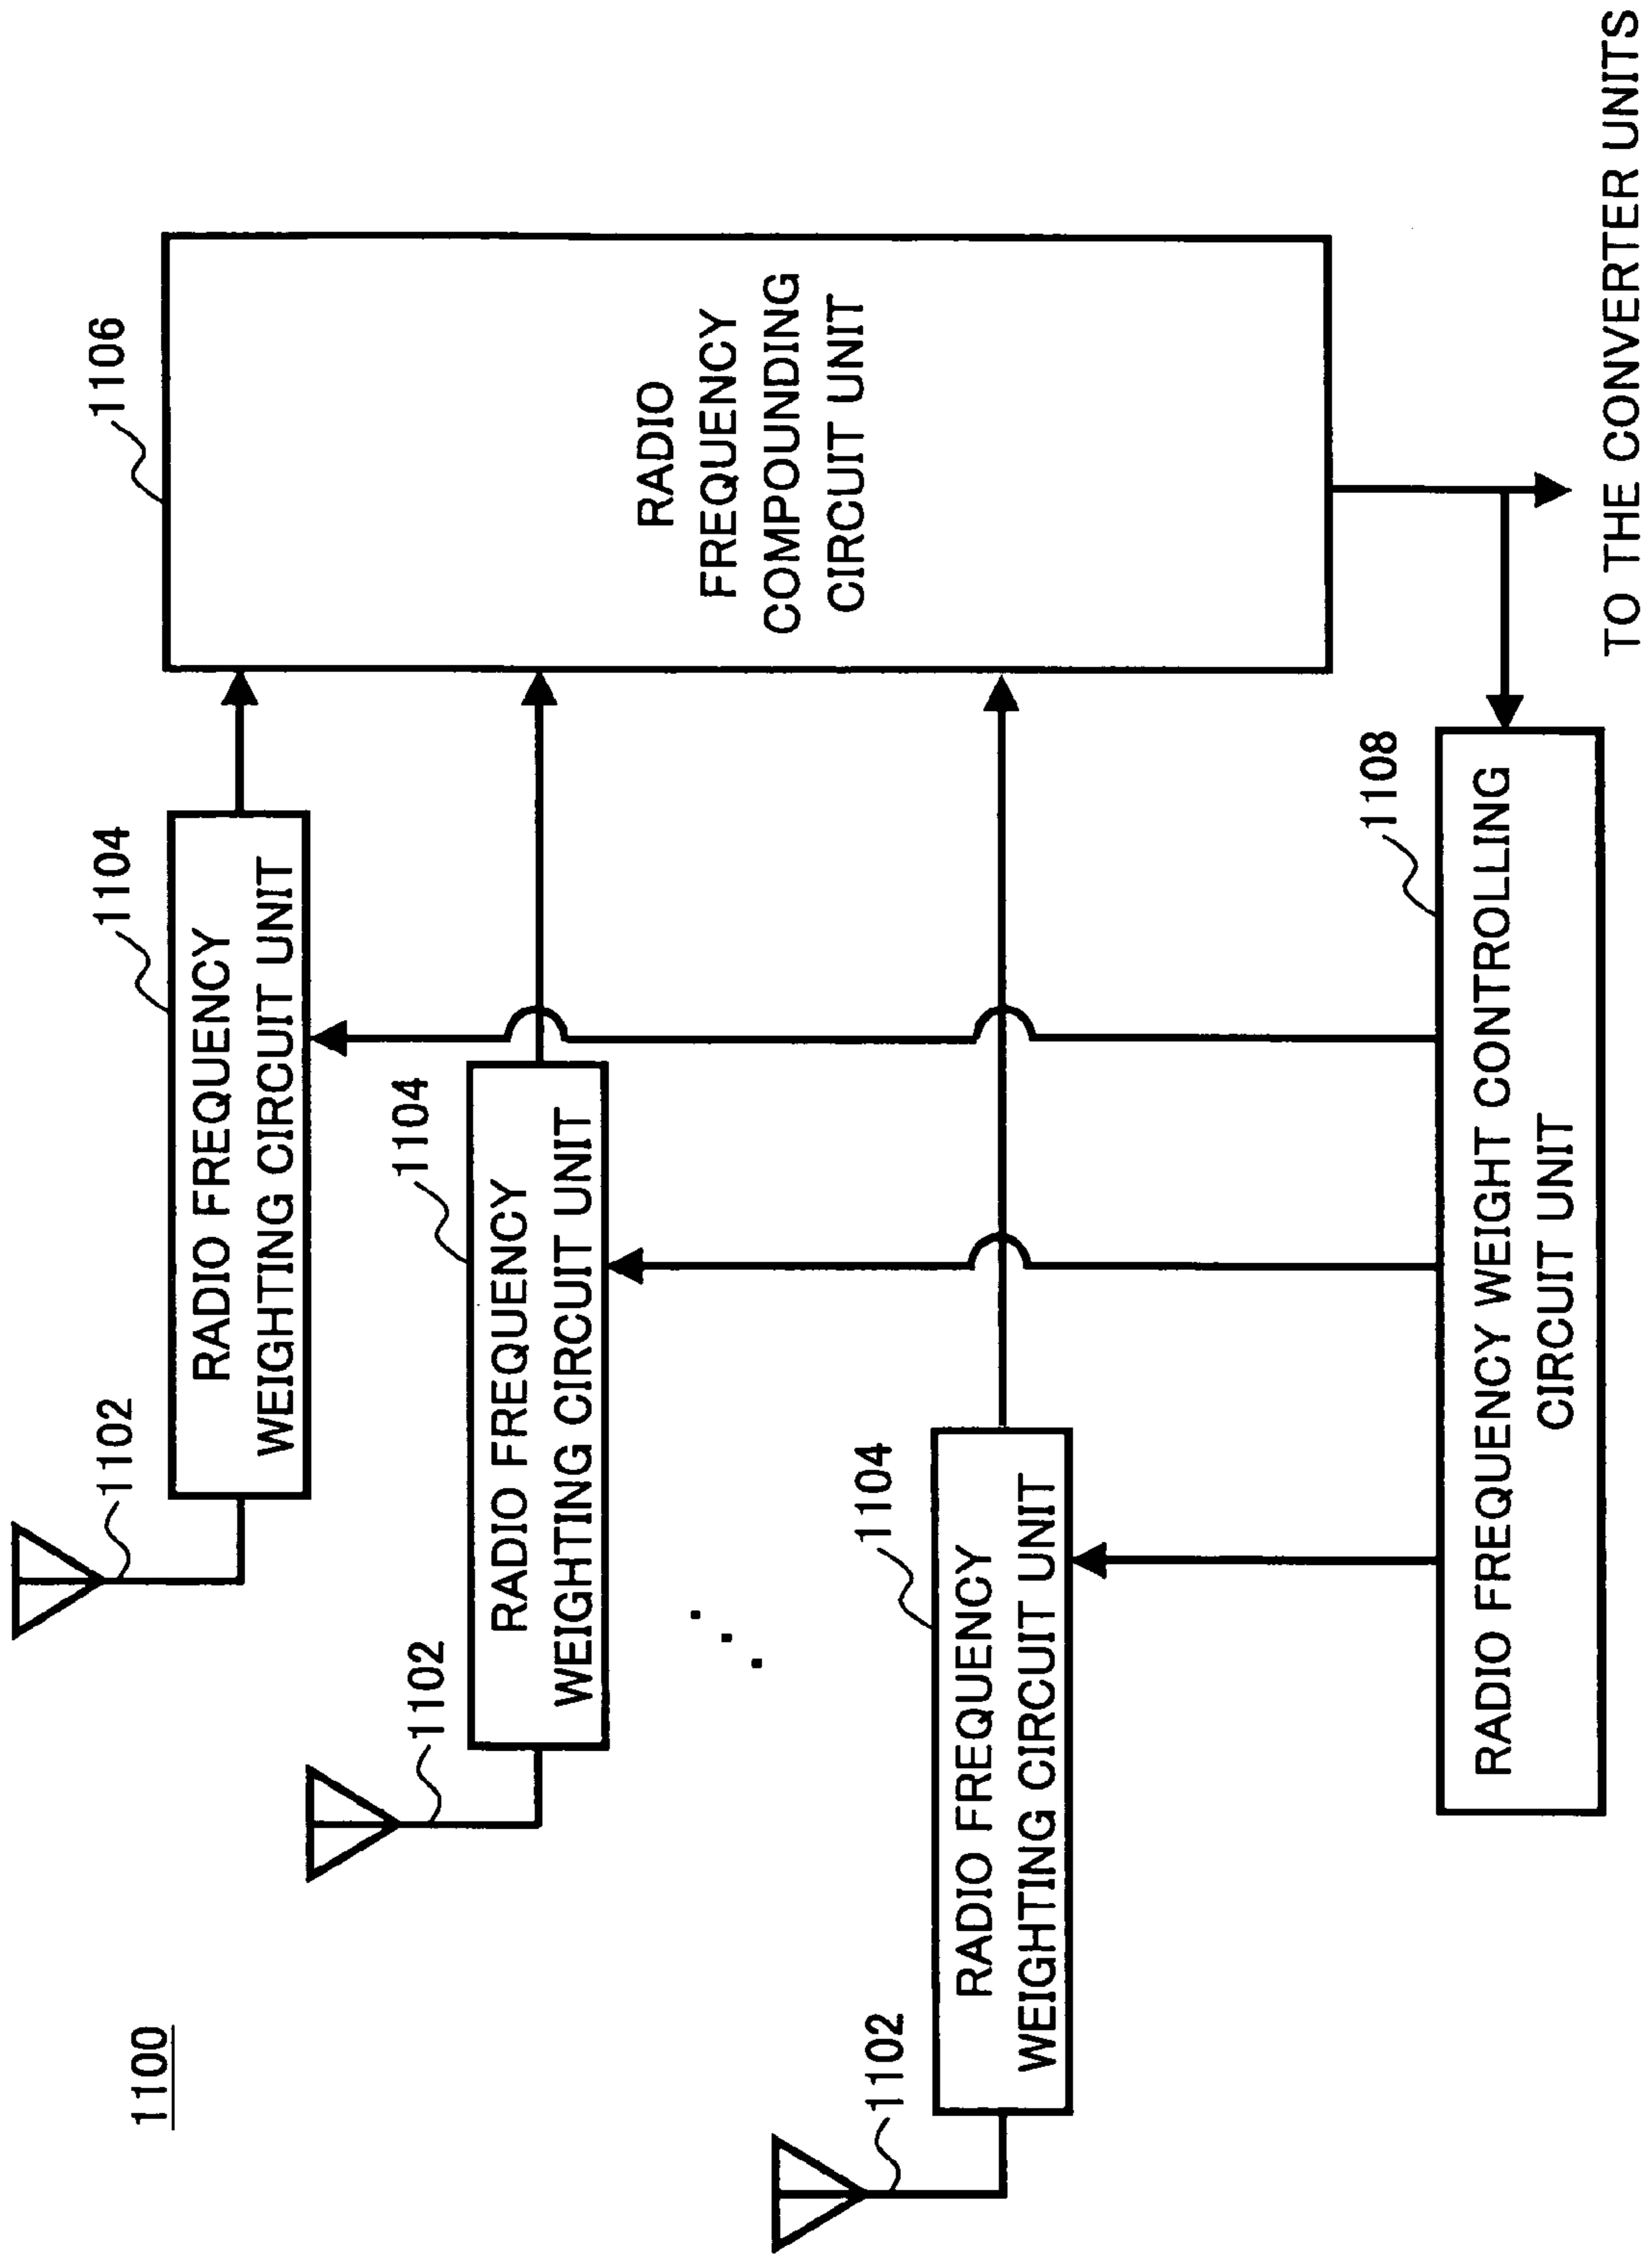 1100
1102
1104
RADIO FREQUENCY
WEIGHTING CIRCUIT UNIT
1106
RADIO
FREQUENCY
COMPOUNDING
CIRCUIT UNIT
1102
1104
RADIO FREQUENCY
WEIGHTING CIRCUIT UNIT
1102
1104
RADIO FREQUENCY
WEIGHTING CIRCUIT UNIT
1108
RADIO FREQUENCY WEIGHT CONTROLLING
CIRCUIT UNIT
TO THE CONVERTER UNITS